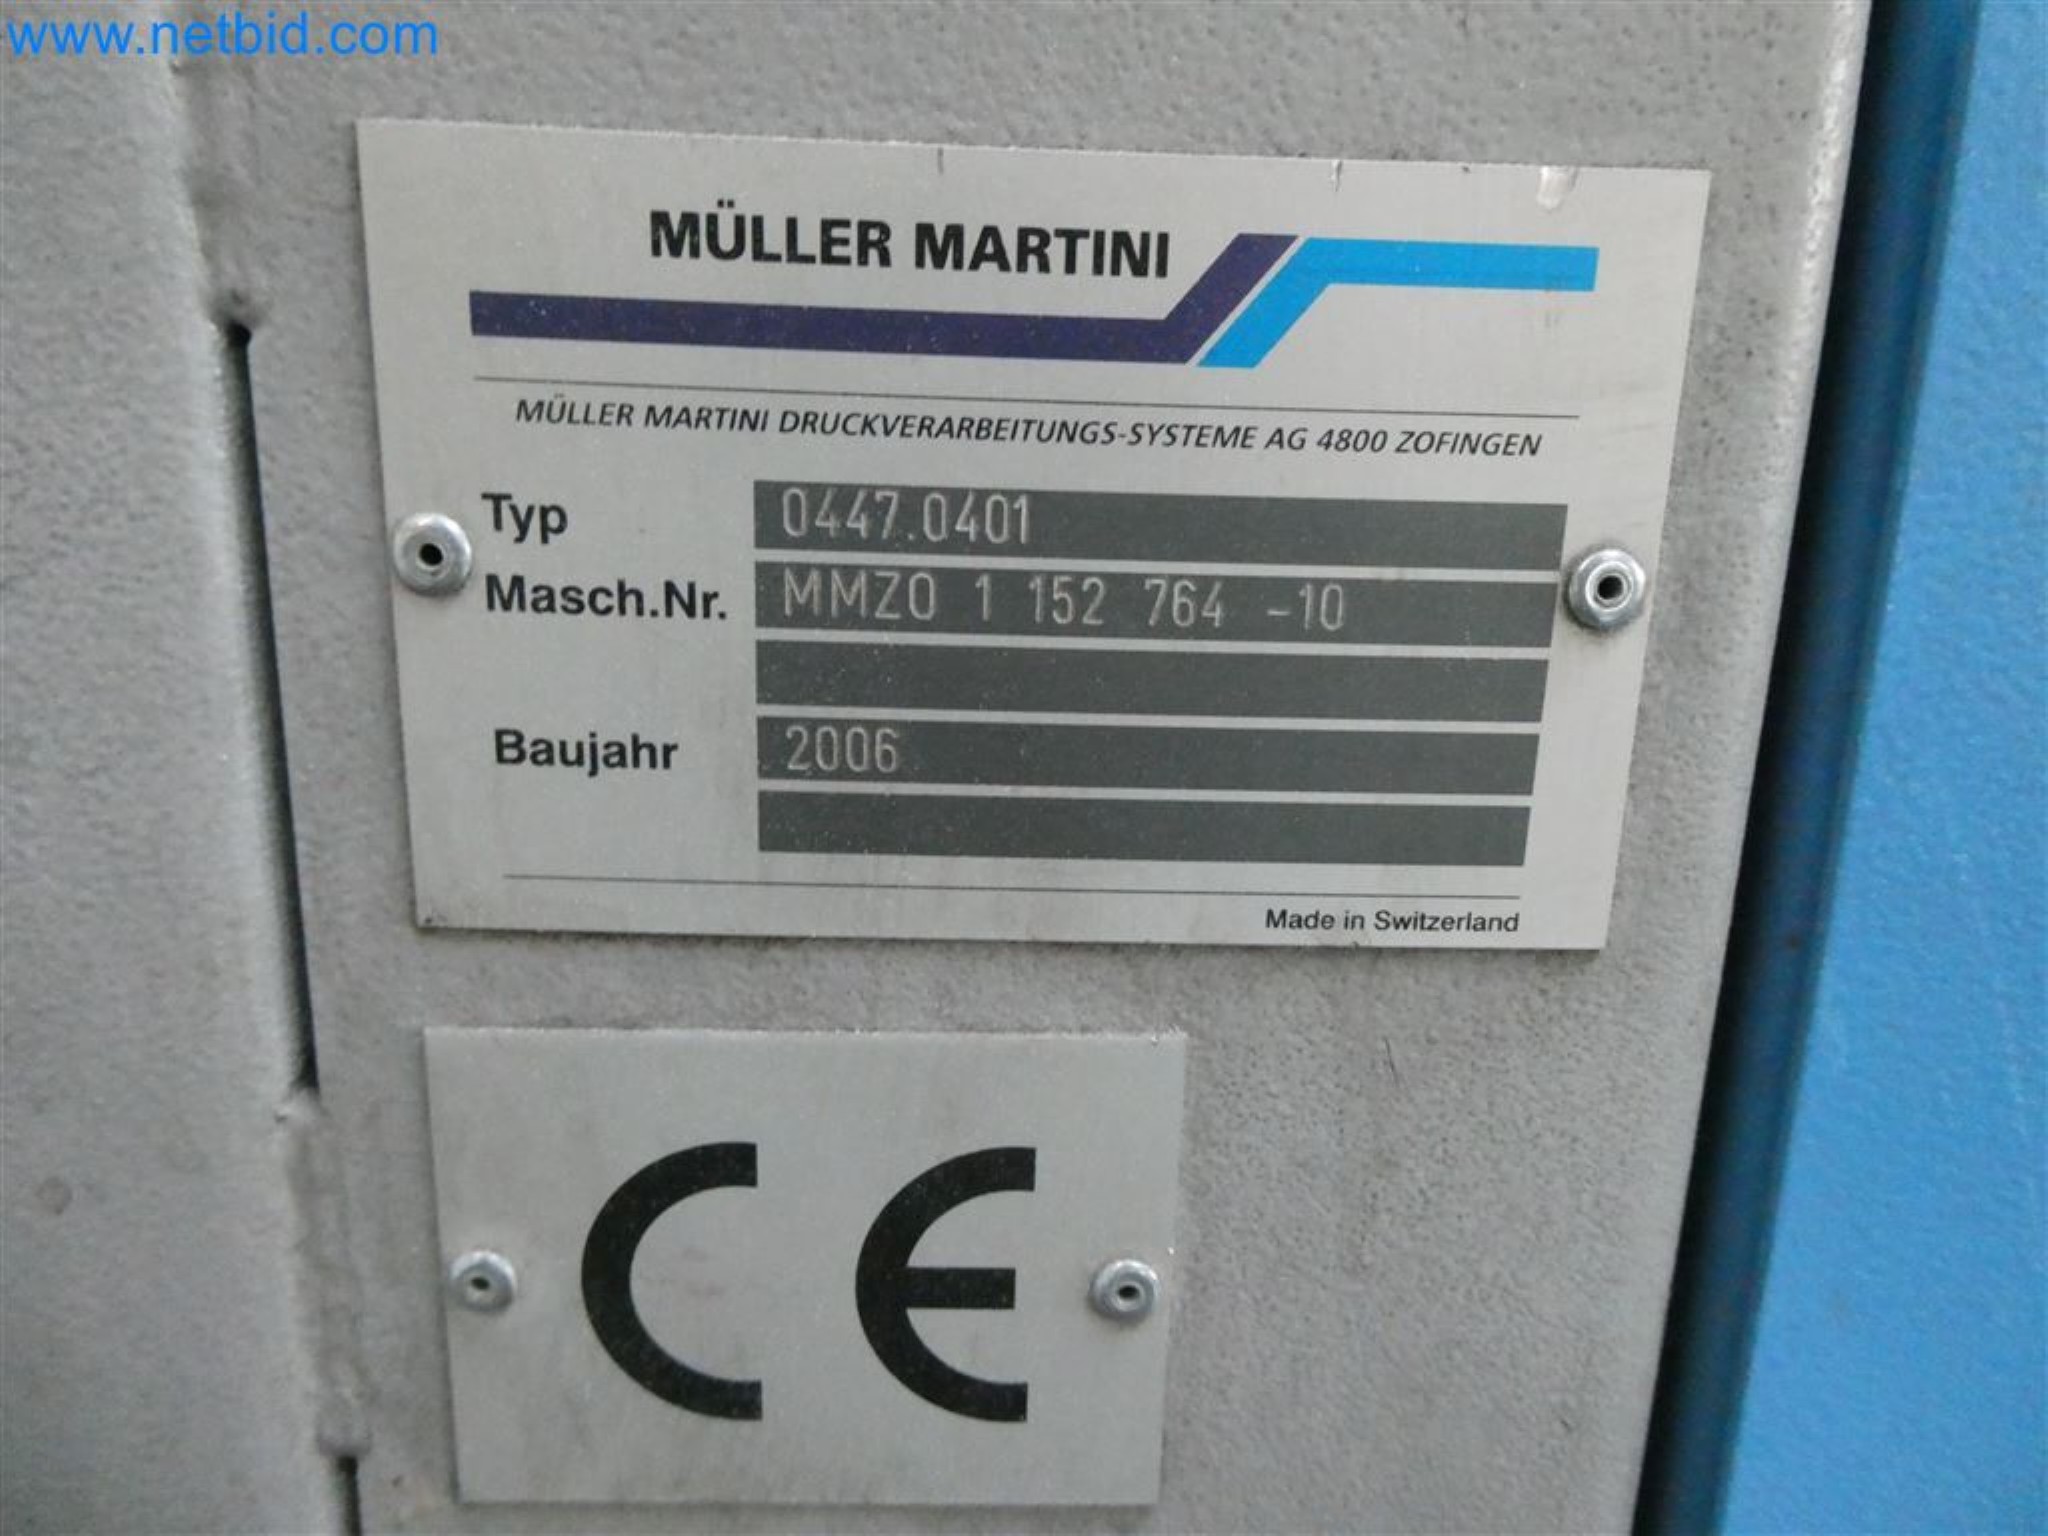 www.netbid.com
MÜLLER MARTINI
MÜLLER MARTINI DRUCKVERARBEITUNGS-SYSTEME AG 4800 ZOFINGEN
Typ 0447.0401
Masch.Nr. MMZO 1 152 764 -10
Baujahr 2006
Made in Switzerland
CE